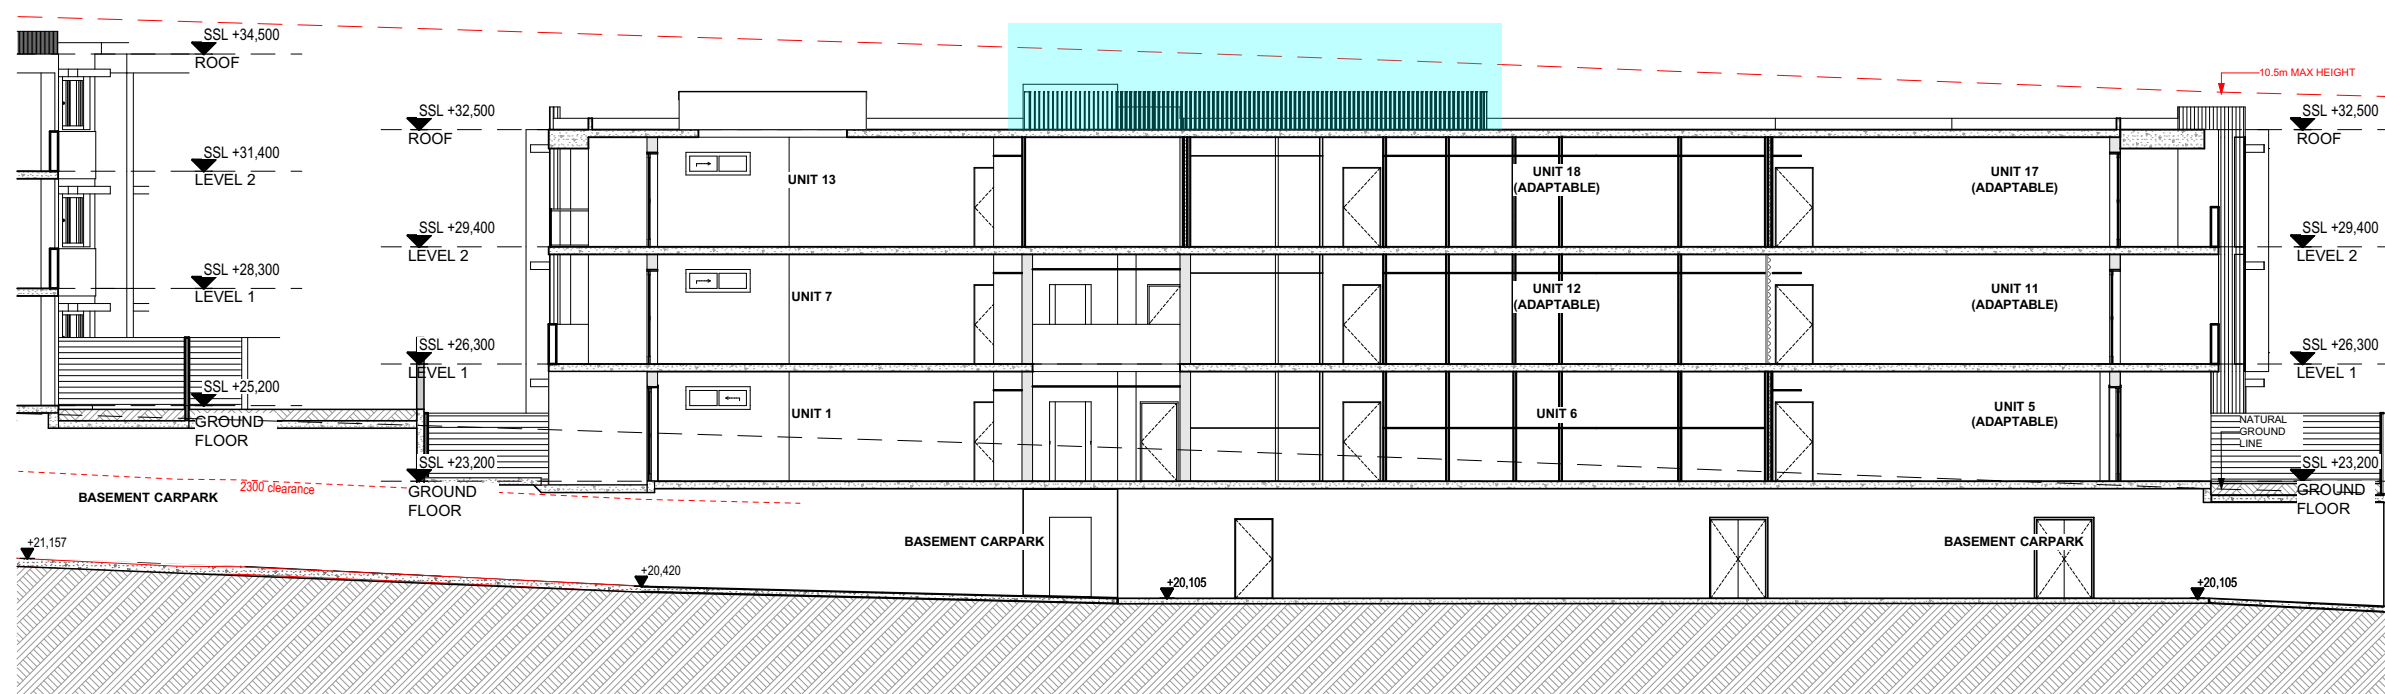 SSL +34,500
ROOF
10.5m MAX HEIGHT
SSL +32,500
ROOF
SSL +32,500
ROOF
SSL +31,400
LEVEL 2
UNIT 13
UNIT 18
(ADAPTABLE)
UNIT 17
(ADAPTABLE)
SSL +29,400
LEVEL 2
SSL +29,400
LEVEL 2
SSL +28,300
LEVEL 1
UNIT 7
UNIT 12
(ADAPTABLE)
UNIT 11
(ADAPTABLE)
SSL +26,300
LEVEL 1
SSL +26,300
LEVEL 1
SSL +25,200
GROUND
FLOOR
UNIT 1
UNIT 6
UNIT 5
(ADAPTABLE)
NATURAL
GROUND
LINE
SSL +23,200
GROUND
FLOOR
SSL +23,200
GROUND
FLOOR
2300 clearance
BASEMENT CARPARK
BASEMENT CARPARK
BASEMENT CARPARK
+21,157
+20,420
+20,105
+20,105